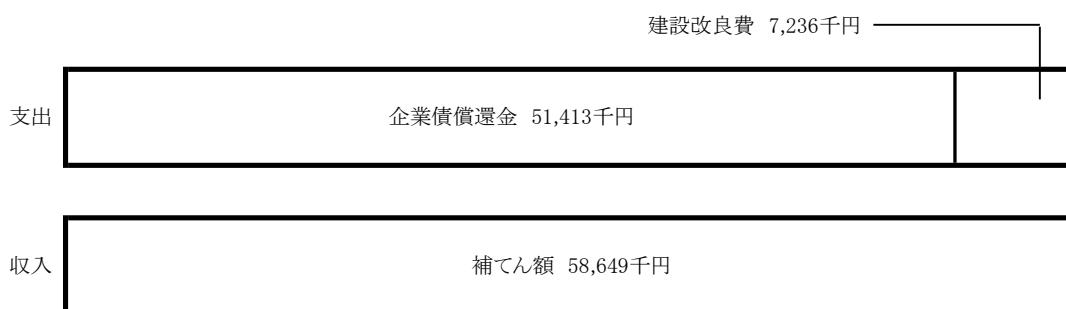 建設改良費 7,236千円
支出
企業債償還金 51,413千円
収入
補てん額 58,649千円